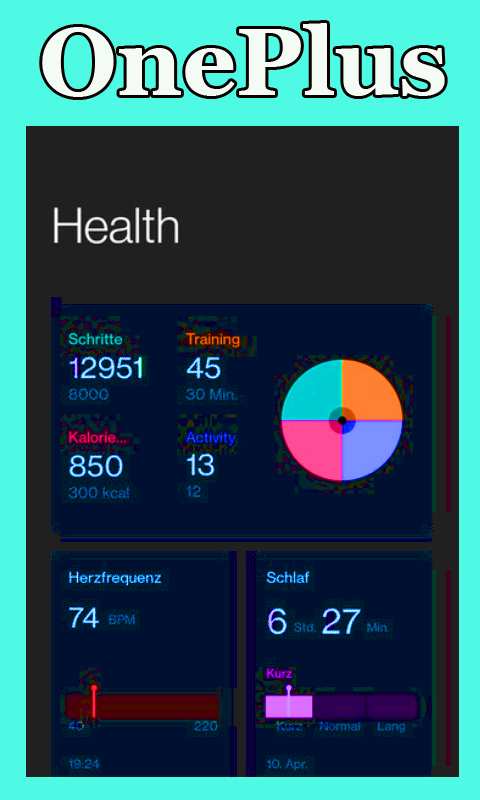 OnePlus
Health
Schritte Training
12951 45
8000 30 Min.
Kalorie... Activity
850 13
300 kcal 12
Herzfrequenz Schlaf
74 BPM 6 Std. 27 Min.
Kurz
40 220 Kurz Normal Lang
19:24 10. Apr.